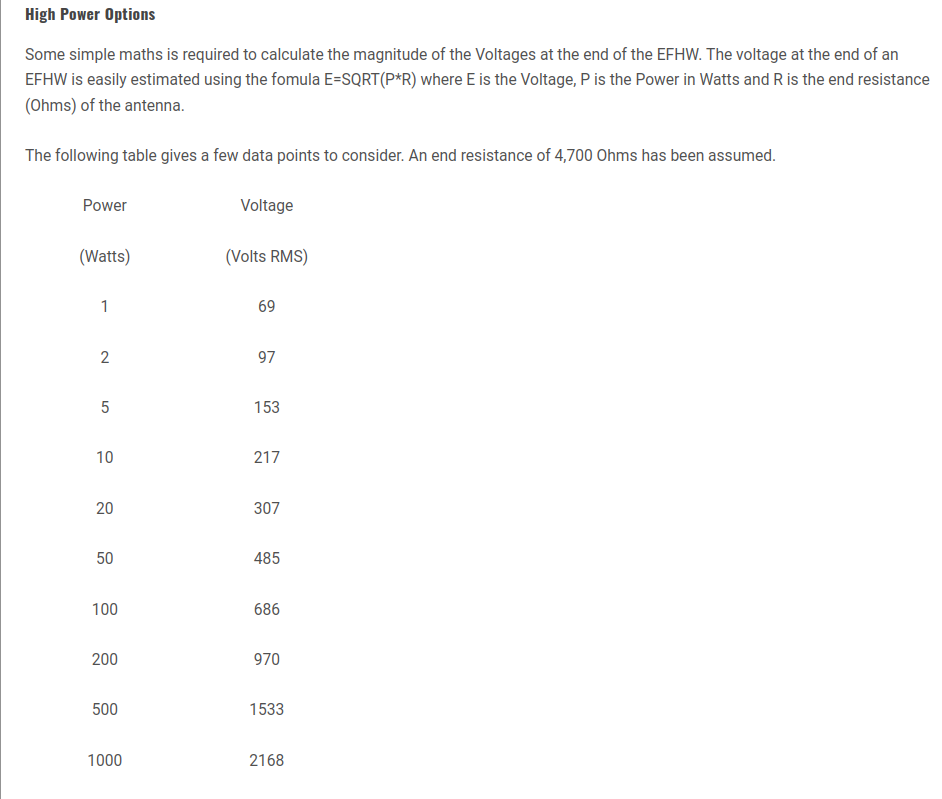 High Power Options
Some simple maths is required to calculate the magnitude of the Voltages at the end of the EFHW. The voltage at the end of an
EFHW is easily estimated using the fomula E=SQRT(P*R) where E is the Voltage, P is the Power in Watts and R is the end resistance
(Ohms) of the antenna.
The following table gives a few data points to consider. An end resistance of 4,700 Ohms has been assumed.
Power Voltage
(Watts) (Volts RMS)
1 69
2 97
5 153
10 217
20 307
50 485
100 686
200 970
500 1533
1000 2168